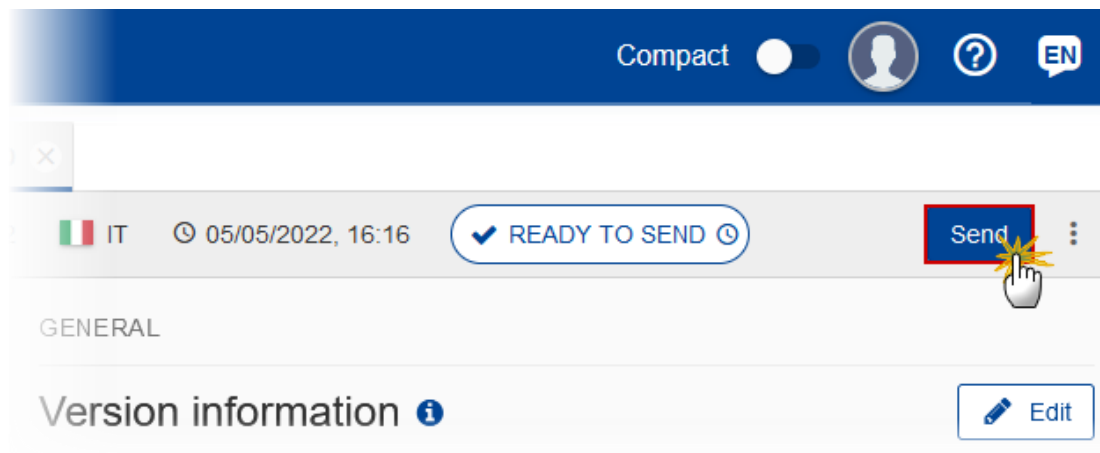 Compact
EN
IT 05/05/2022, 16:16 READY TO SEND Send
GENERAL
Version information
Edit